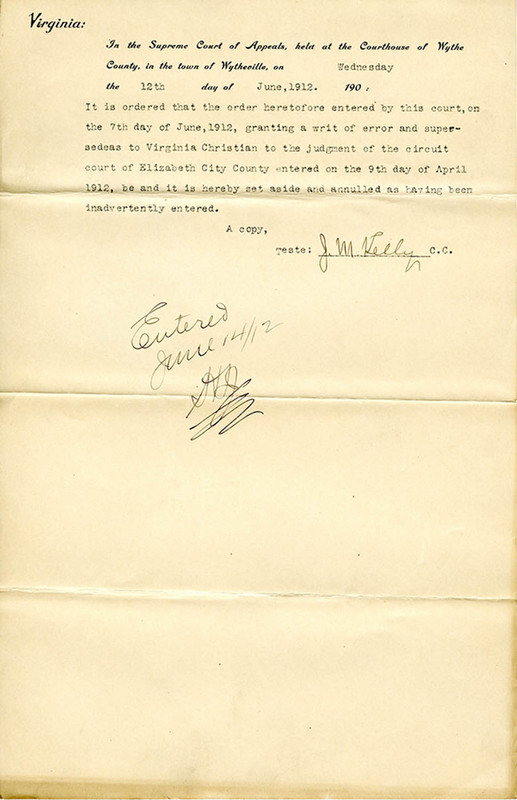 Virginia:
In the Supreme Court of Appeals, held at the Courthouse of Wythe
County, in the town of Wytheville, on Wednesday
the 12th day of June,1912. 190 ,
It is ordered that the order heretofore entered by this court,on
the 7th day of June,1912, granting a writ of error and super-
sedeas to Virginia Christian to the judgment of the circuit
court of Elizabeth City County entered on the 9th day of April
1912, be and it is hereby set aside and annulled as having been
inadvertently entered.
A copy,
Teste: J. M. Kelly C.C.
Entered
June 14/12